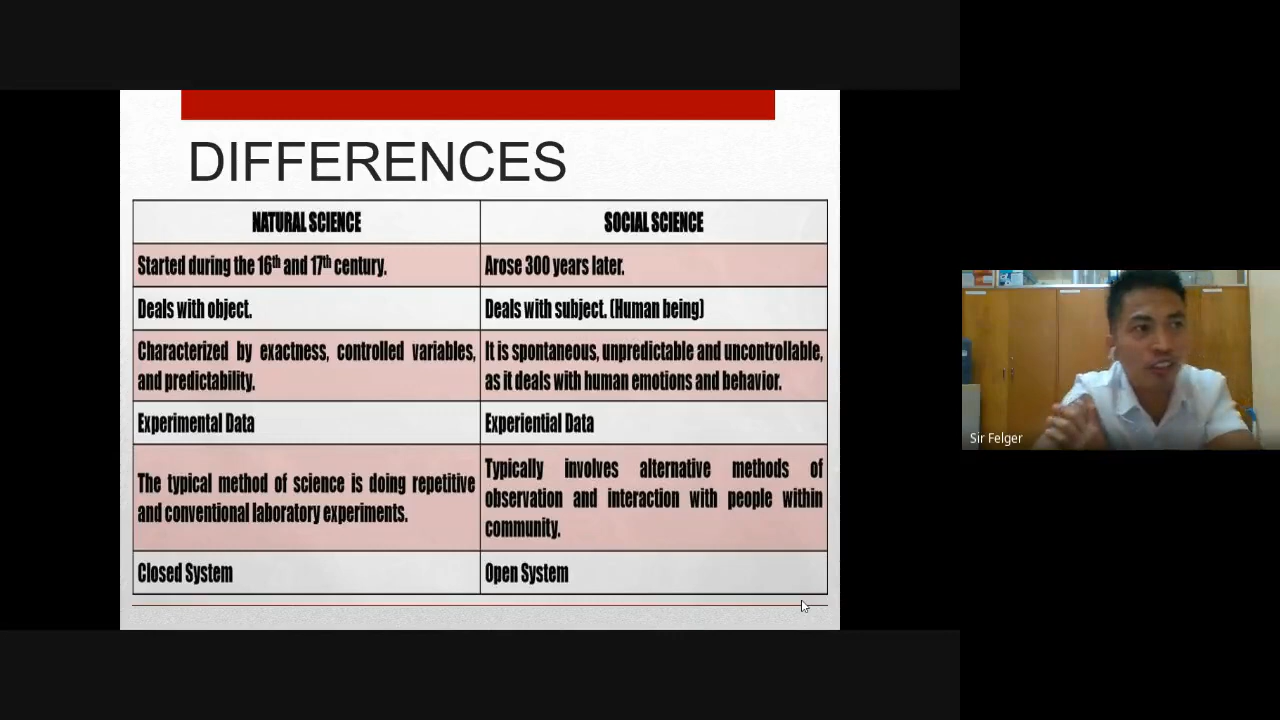 DIFFERENCES
NATURAL SCIENCE
SOCIAL SCIENCE
Started during the 16th and 17th century.
Arose 300 years later.
Deals with object.
Deals with subject. (Human being)
Characterized by exactness, controlled variables,
and predictability.
It is spontaneous, unpredictable and uncontrollable,
as it deals with human emotions and behavior.
Experimental Data
Experiential Data
The typical method of science is doing repetitive
and conventional laboratory experiments.
Typically involves alternative methods of
observation and interaction with people within
community.
Closed System
Open System
Sir Felger